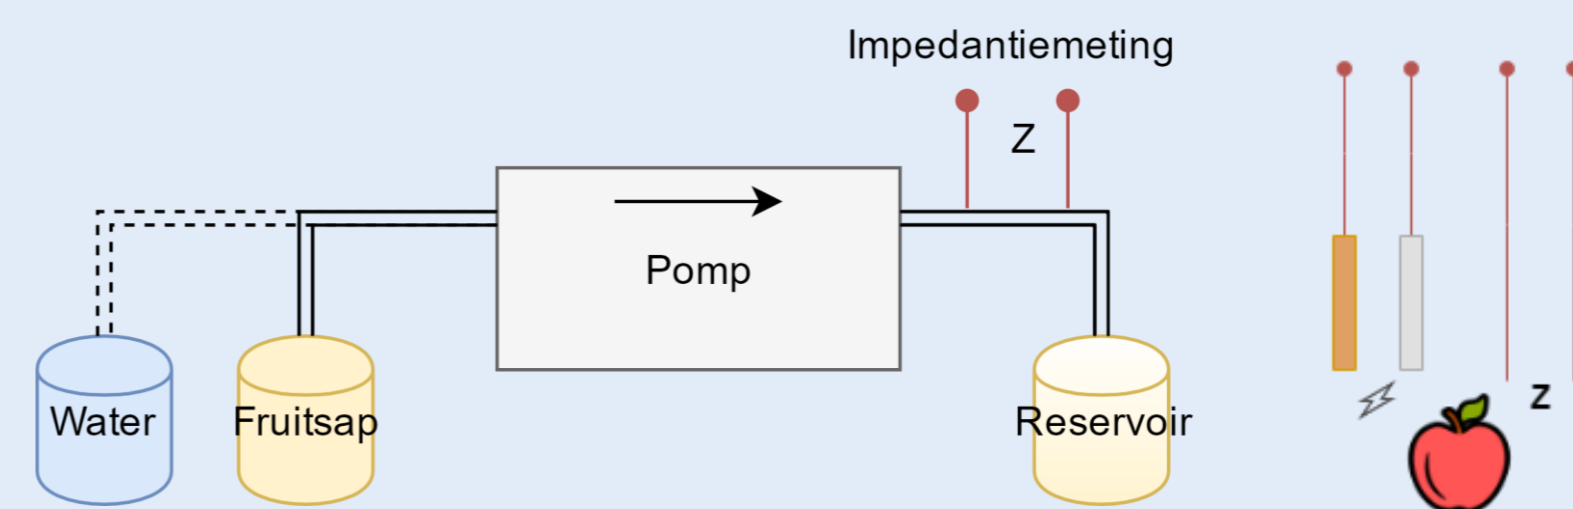 Impedantiemeting
Z
Pomp
Water
Fruitsap
Reservoir
Z